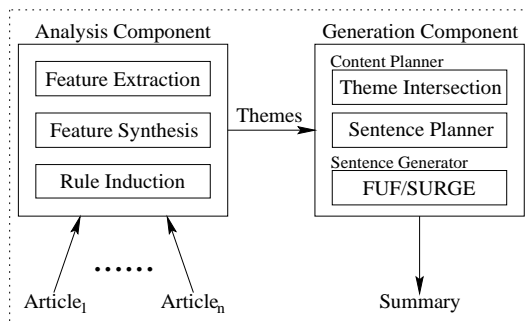 Analysis Component
Feature Extraction
Feature Synthesis
Rule Induction
Themes
Generation Component
Content Planner
Theme Intersection
Sentence Planner
Sentence Generator
FUF/SURGE
......
Article1
Articlen
Summary